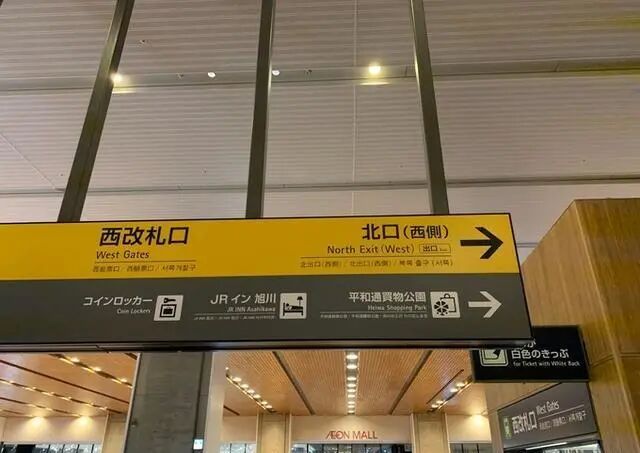 西改札口
West Gates
北口(西側)
North Exit (West) 出口
コインロッカー
Coin Lockers
JR イン 旭川
JR INN Asahikawa
平和通買物公園
Heiwa Shopping Park
白色のきっぷ
for Ticket with White Back
西改札口 West Gates
ÆON MALL